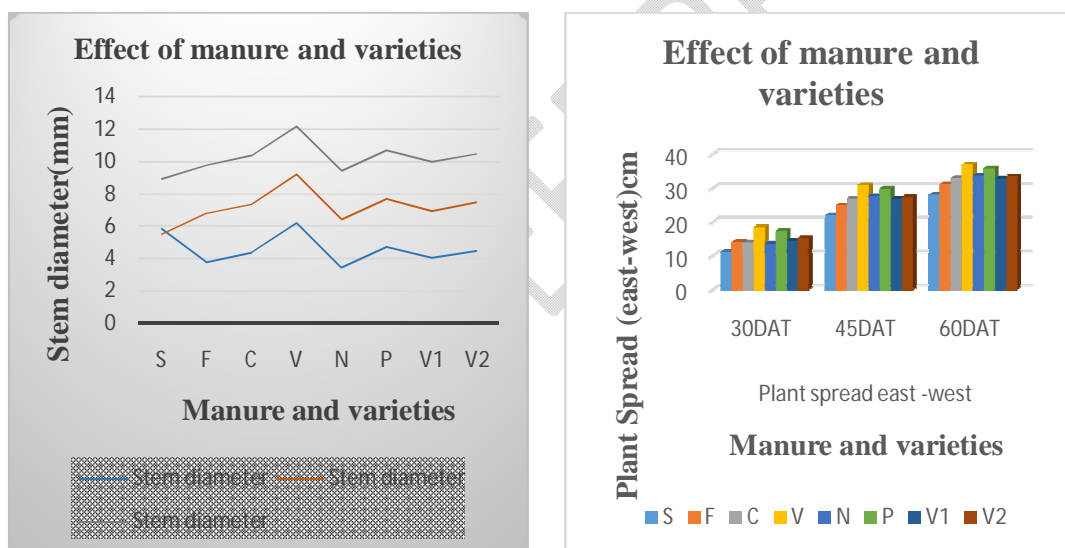 Effect of manure and varieties
Stem diameter(mm)
14
12
10
8
6
4
2
0
S F C V N P V1 V2
Manure and varieties
Stem diameter Stem diameter
Stem diameter
Effect of manure and
varieties
Plant Spread (east-west)cm
40
30
20
10
0
30DAT 45DAT 60DAT
Plant spread east -west
Manure and varieties
S F C V N P V1 V2